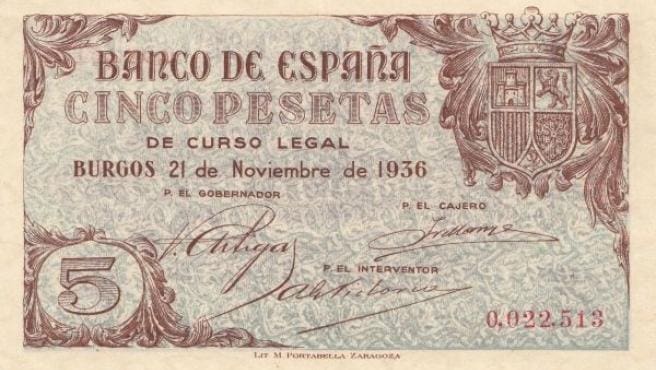 BANCO DE ESPAÑA
CINCO PESETAS
DE CURSO LEGAL
BURGOS 21 de Noviembre de 1936
P. EL GOBERNADOR
P. EL CAJERO
P. EL INTERVENTOR
5
0,022,513
LIT. M. PORTABELLA-ZARAGOZA